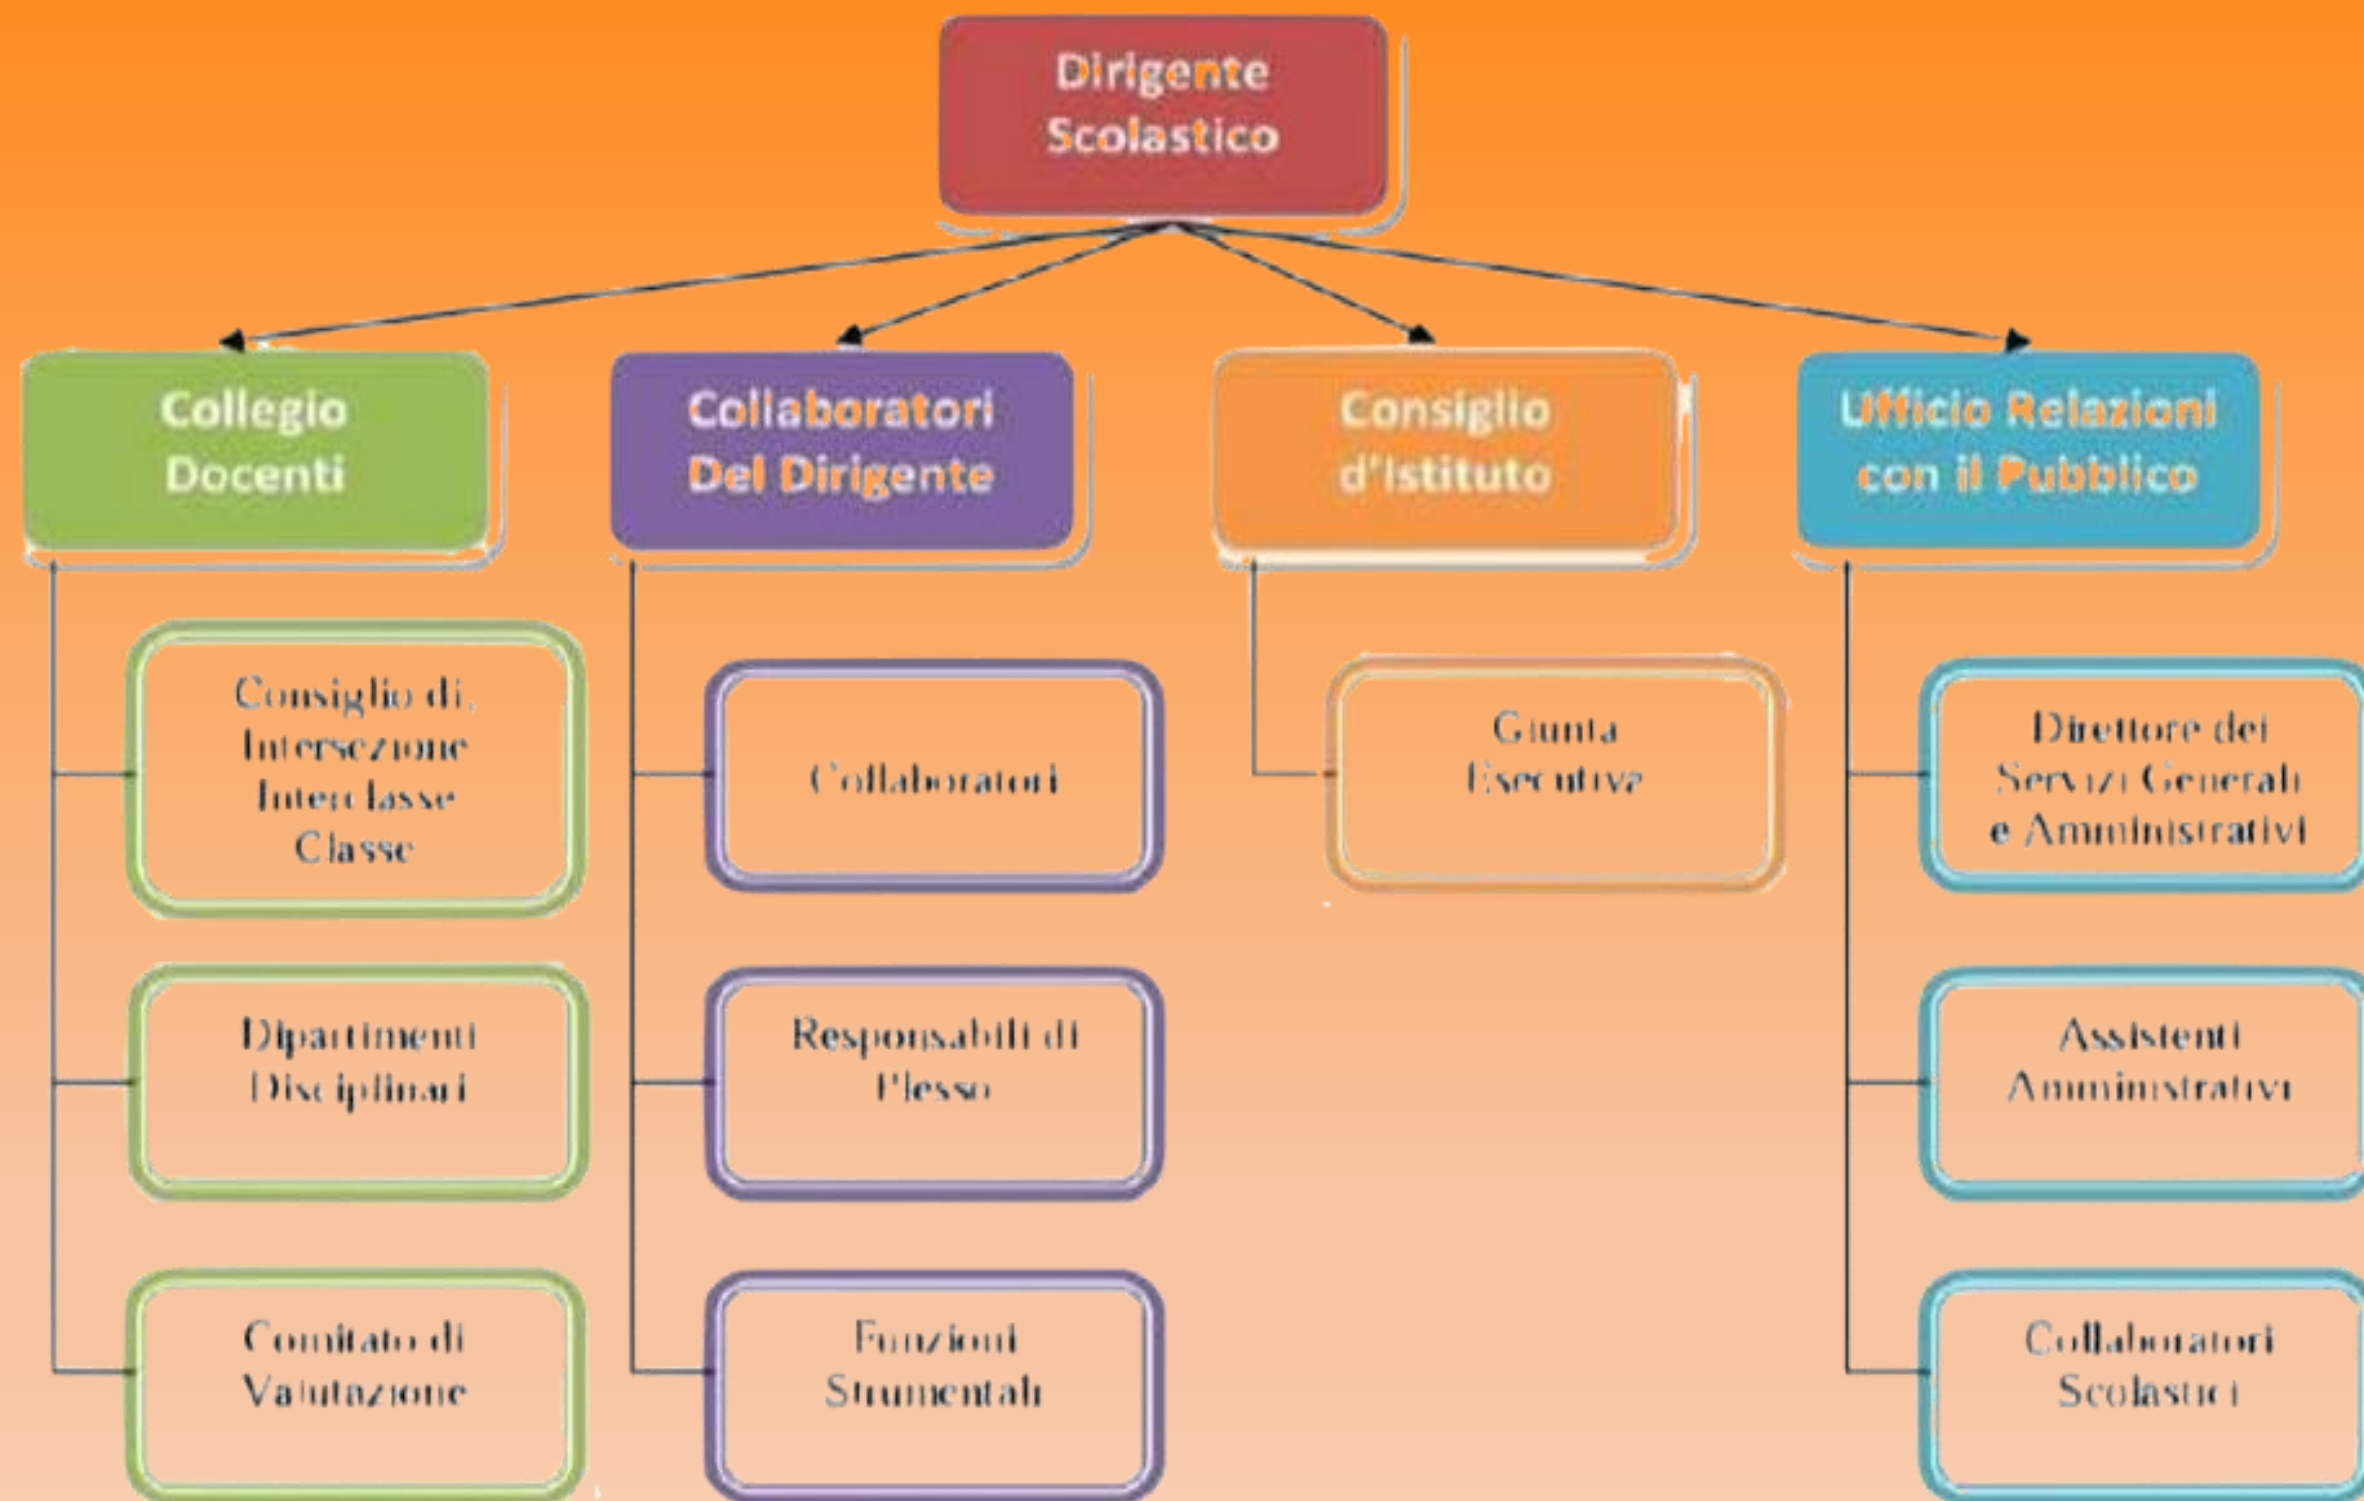 Dirigente
Scolastico
Collegio
Docenti
Collaboratori
Del Dirigente
Consiglio
d'Istituto
Ufficio Relazioni
con il Pubblico
Consiglio di,
Intersezione
Interclasse
Classe
Collaboratori
Giunta
Esecutiva
Direttore dei
Servizi Generali
e Amministrativi
Dipartimenti
Disciplinari
Responsabili di
Plesso
Assistenti
Amministrativi
Comitato di
Valutazione
Funzioni
Strumentali
Collaboratori
Scolastici